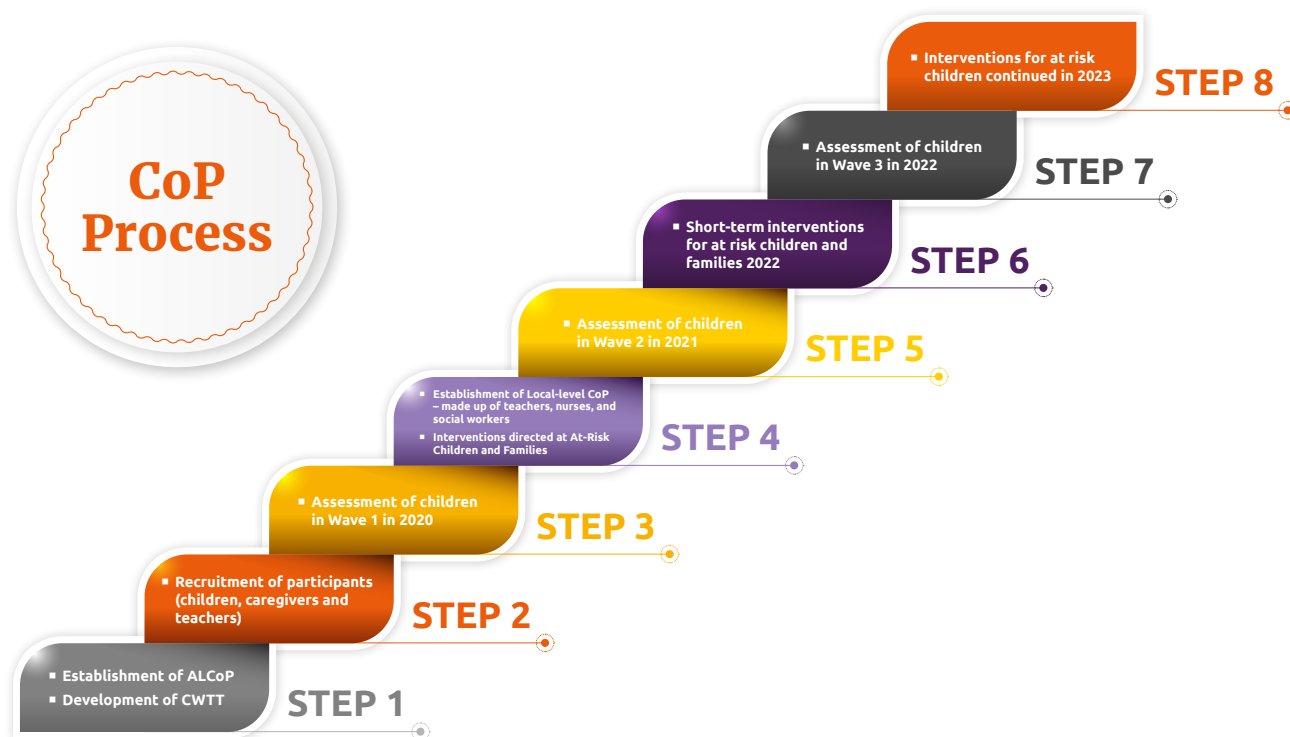 CoP
Process
▪ Interventions for at risk
children continued in 2023
STEP 8
▪ Assessment of children
in Wave 3 in 2022
STEP 7
▪ Short-term interventions
for at risk children and
families 2022
STEP 6
▪ Assessment of children
in Wave 2 in 2021
STEP 5
▪ Establishment of Local-level CoP
– made up of teachers, nurses, and
social workers
▪ Interventions directed at At-Risk
Children and Families
STEP 4
▪ Assessment of children
in Wave 1 in 2020
STEP 3
▪ Recruitment of participants
(children, caregivers and
teachers)
STEP 2
▪ Establishment of ALCoP
▪ Development of CWTT
STEP 1